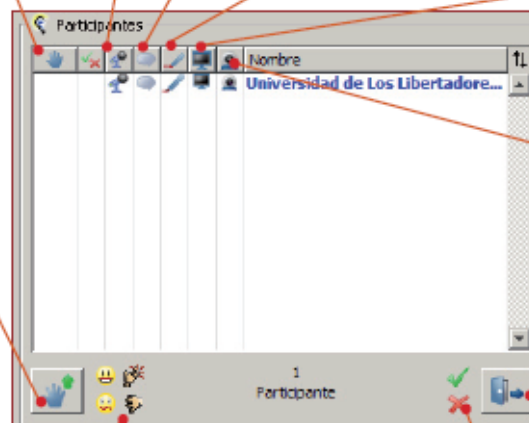 Participantes
Nombre
Universidad de Los Libertadore...
1
Participante